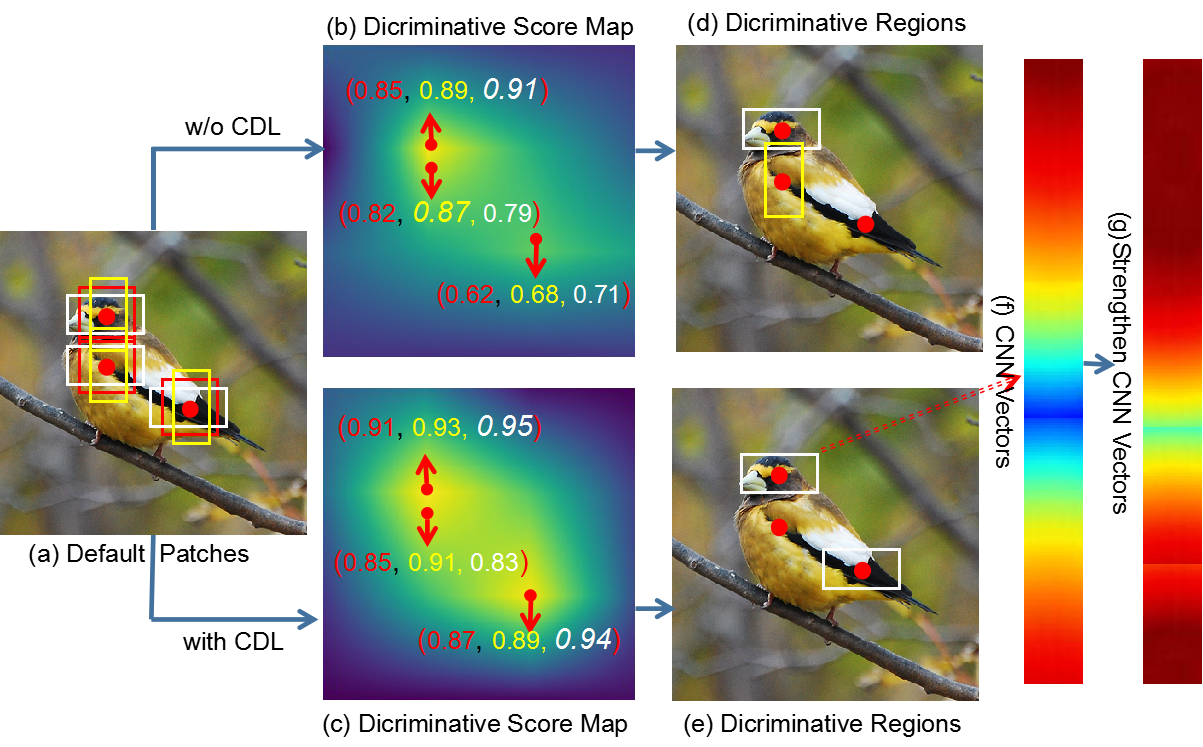 (b) Dicriminative Score Map
(d) Dicriminative Regions
(0.85, 0.89, 0.91)
w/o CDL
(0.82, 0.87, 0.79)
(0.62, 0.68, 0.71)
(a) Default Patches
(0.91, 0.93, 0.95)
(0.85, 0.91, 0.83)
with CDL
(0.87, 0.89, 0.94)
(c) Dicriminative Score Map
(e) Dicriminative Regions
(f) CNN Vectors
(g)Strengthen CNN Vectors